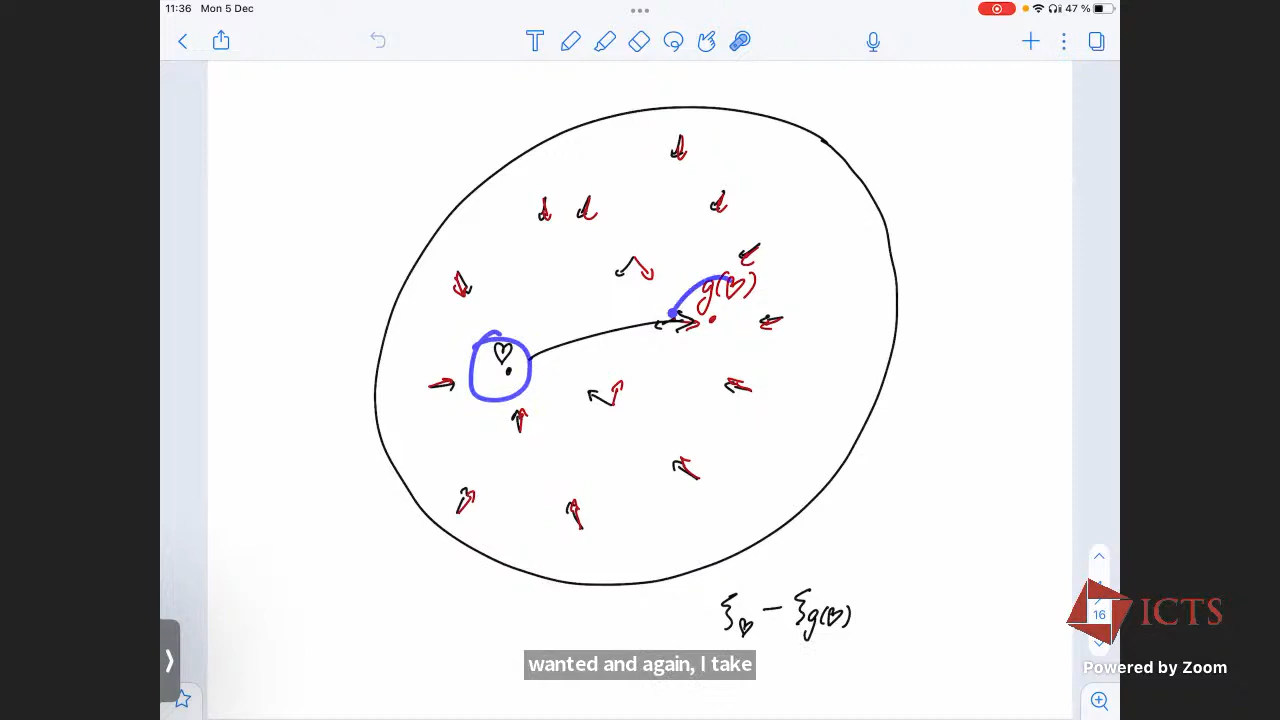 11:36 Mon 5 Dec
47 %
T
g(♡)
♡
ξ♡ − ξg(♡)
16
ICTS
wanted and again, I take
Powered by Zoom